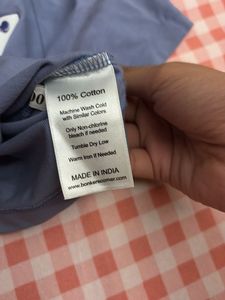 100% Cotton
Machine Wash Cold
with Similar Colors
Only Non-chlorine
bleach if needed
Tumble Dry Low
Warm Iron if Needed
MADE IN INDIA
www.bonkerscorner.com